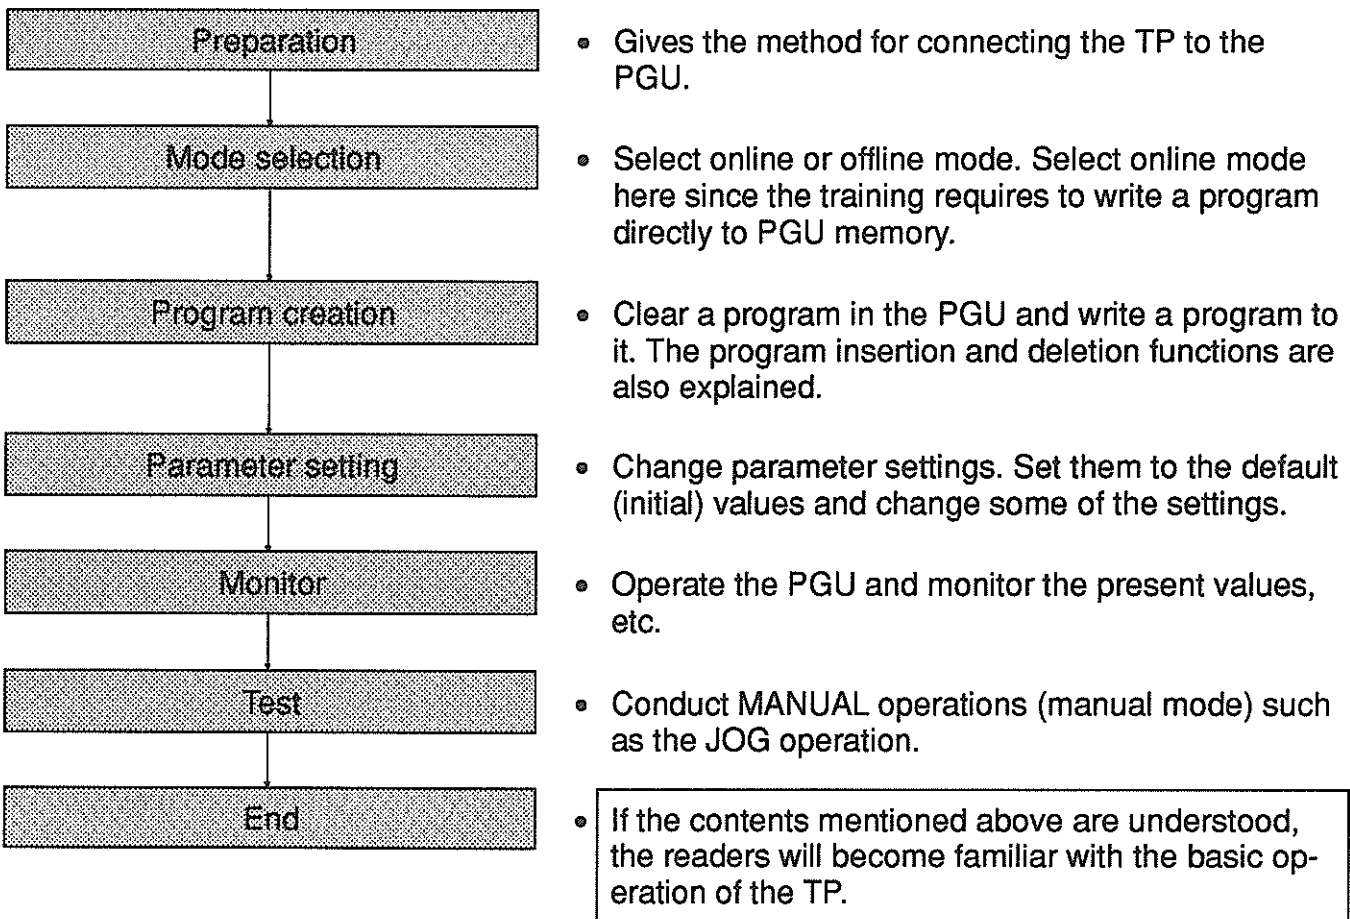 Preparation
• Gives the method for connecting the TP to the
PGU.
Mode selection
• Select online or offline mode. Select online mode
here since the training requires to write a program
directly to PGU memory.
Program creation
• Clear a program in the PGU and write a program to
it. The program insertion and deletion functions are
also explained.
Parameter setting
• Change parameter settings. Set them to the default
(initial) values and change some of the settings.
Monitor
• Operate the PGU and monitor the present values,
etc.
Test
• Conduct MANUAL operations (manual mode) such
as the JOG operation.
End
• If the contents mentioned above are understood,
the readers will become familiar with the basic op-
eration of the TP.